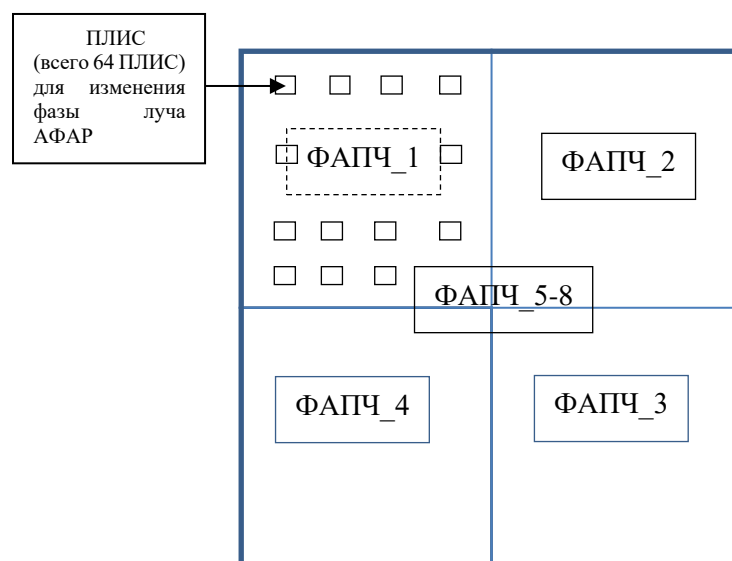 ПЛИС
(всего 64 ПЛИС)
для изменения
фазы луча
АФАР
ФАПЧ_1
ФАПЧ_2
ФАПЧ_5-8
ФАПЧ_4
ФАПЧ_3